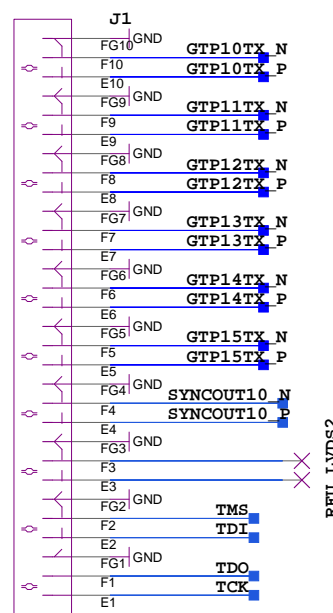 J1
FG10 GND
GTP10TX_N
F10 GTP10TX_P
E10
FG9 GND
GTP11TX_N
F9 GTP11TX_P
E9
FG8 GND
GTP12TX_N
F8 GTP12TX_P
E8
FG7 GND
GTP13TX_N
F7 GTP13TX_P
E7
FG6 GND
GTP14TX_N
F6 GTP14TX_P
E6
FG5 GND
GTP15TX_N
F5 GTP15TX_P
E5
FG4 GND
SYNCOUT10_N
F4 SYNCOUT10_P
E4
FG3 GND
F3
E3
FG2 GND
TMS
F2 TDI
E2
FG1 GND
TDO
F1 TCK
E1